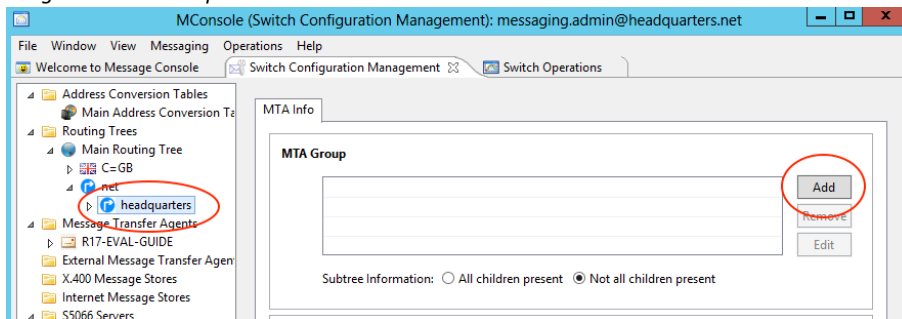 MConsole (Switch Configuration Management): messaging.admin@headquarters.net
File Window View Messaging Operations Help
Welcome to Message Console Switch Configuration Management Switch Operations
Address Conversion Tables
Main Address Conversion Ta
Routing Trees
Main Routing Tree
C=GB
net
headquarters
Message Transfer Agents
R17-EVAL-GUIDE
External Message Transfer Agen
X.400 Message Stores
Internet Message Stores
S5066 Servers
MTA Info
MTA Group
Add
Remove
Edit
Subtree Information: All children present Not all children present